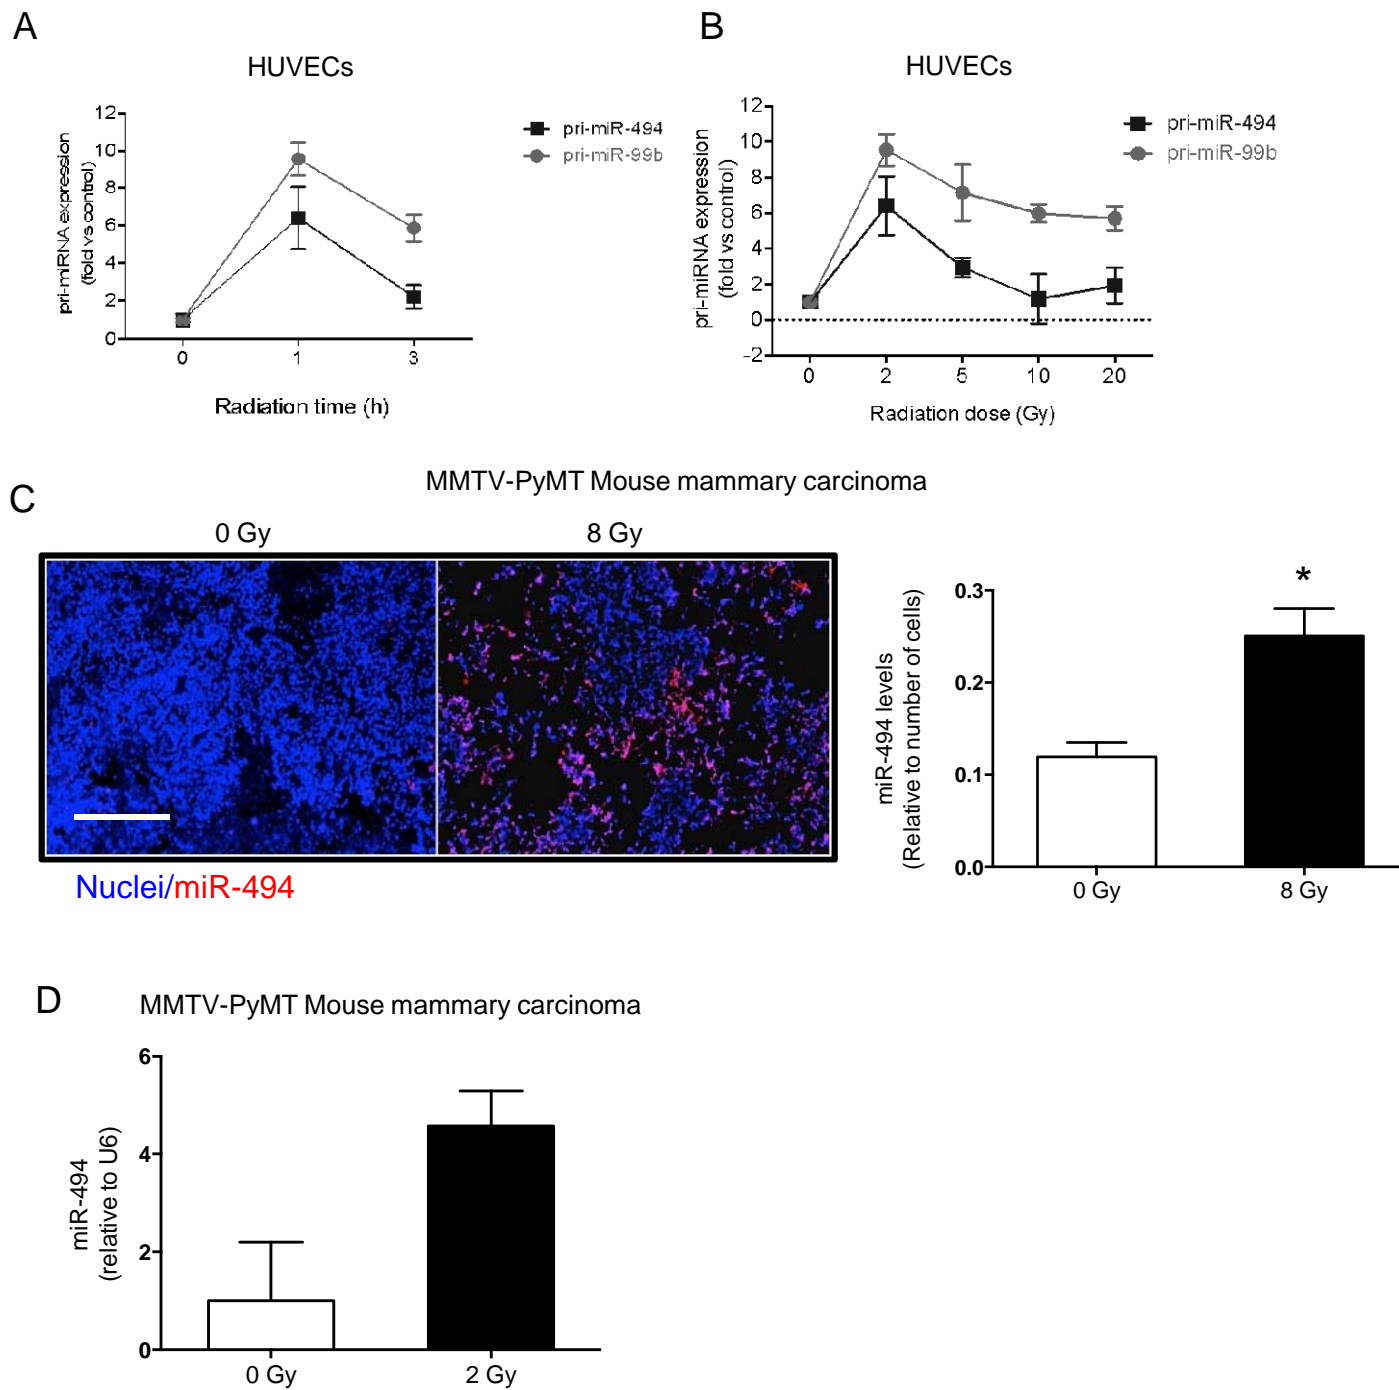 A
HUVECs
pri-miRNA expression
(fold vs control)
12
10
8
6
4
2
0
0
1
3
Radiation time (h)
pri-miR-494
pri-miR-99b
B
HUVECs
pri-miRNA expression
(fold vs control)
12
10
8
6
4
2
0
-2
0
2
5
10
20
Radiation dose (Gy)
pri-miR-494
pri-miR-99b
C
MMTV-PyMT Mouse mammary carcinoma
0 Gy
8 Gy
Nuclei/miR-494
miR-494 levels
(Relative to number of cells)
0.3
0.2
0.1
0.0
*
0 Gy
8 Gy
D
MMTV-PyMT Mouse mammary carcinoma
miR-494
(relative to U6)
6
4
2
0
0 Gy
2 Gy